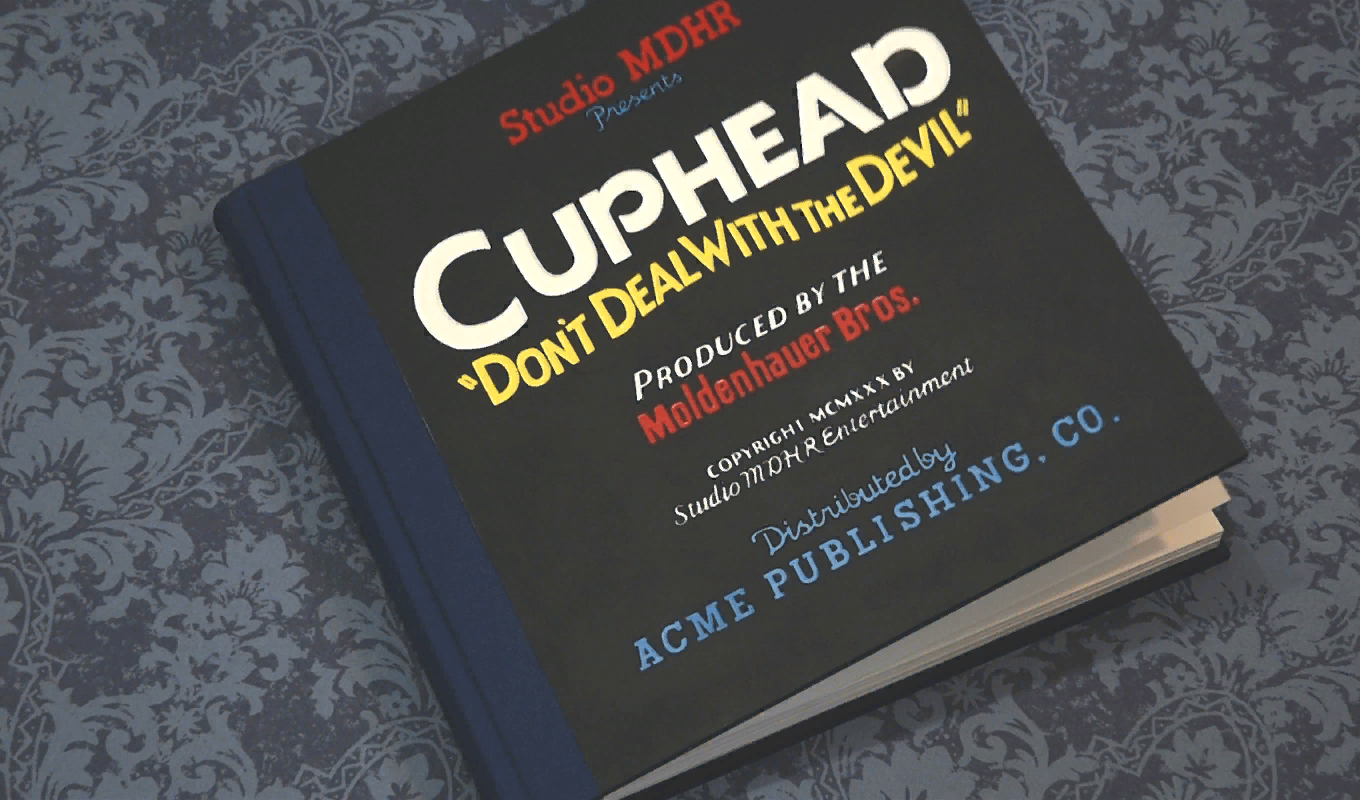 Studio MDHR
Presents
CUPHEAD
"DON'T DEAL WITH THE DEVIL"
PRODUCED BY THE
Moldenhauer Bros.
COPYRIGHT MCMXXX BY
Studio MDHR Entertainment
Distributed by
ACME PUBLISHING, CO.